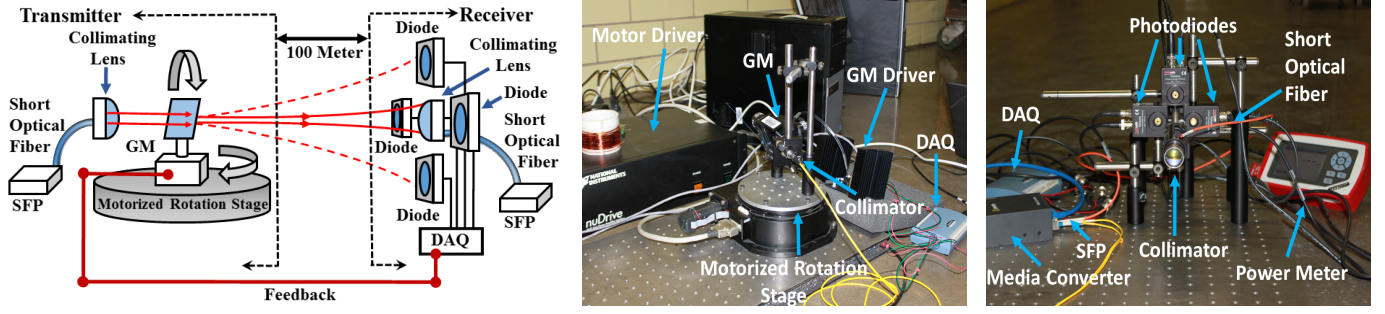 Transmitter
Collimating
Lens
Short
Optical
Fiber
SFP
GM
Motorized Rotation Stage
100 Meter
Receiver
Diode
Collimating
Lens
Diode
Short
Optical
Fiber
Diode
Diode
SFP
DAQ
Feedback
Motor Driver
GM
GM Driver
DAQ
NATIONAL
INSTRUMENTS
nuDrive
Collimator
Motorized Rotation
Stage
Photodiodes
Short
Optical
Fiber
DAQ
SFP
Collimator
Media Converter
Power Meter